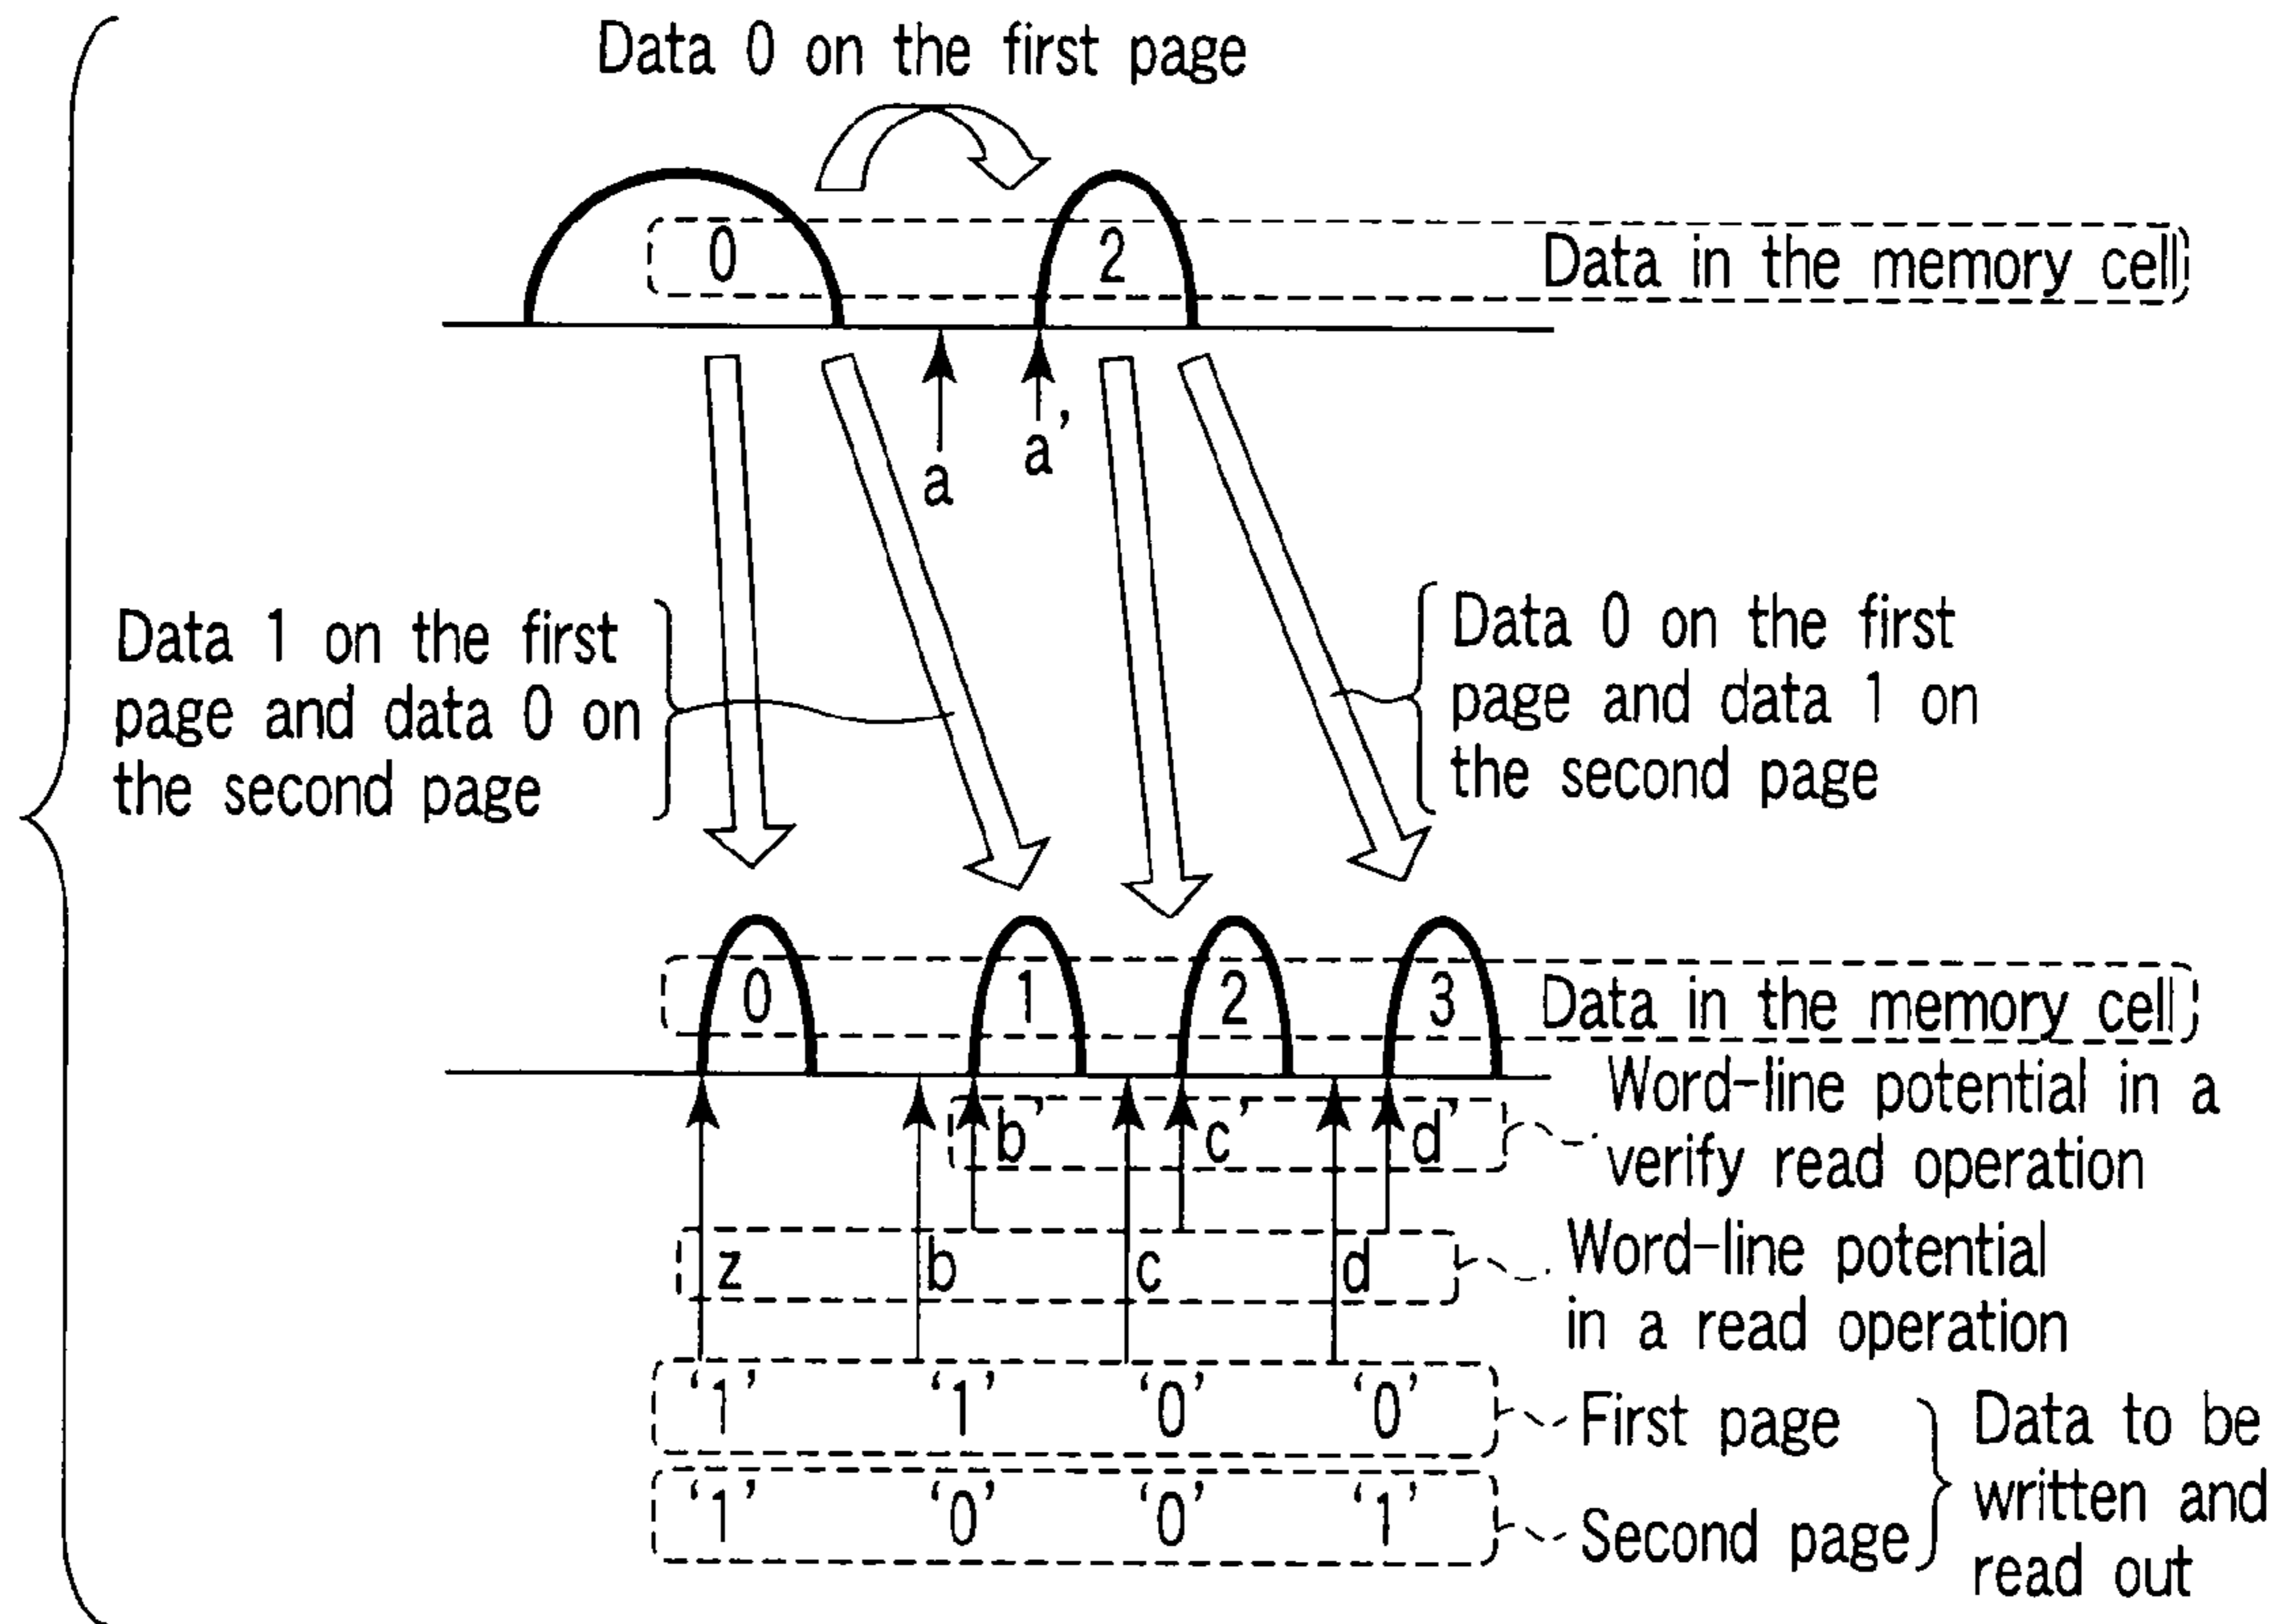 Data 0 on the first page
0 2 Data in the memory cell
a a’
Data 1 on the first
page and data 0 on
the second page
Data 0 on the first
page and data 1 on
the second page
0 1 2 3 Data in the memory cell
b’ c’ d’
Word-line potential in a
verify read operation
z b c d
Word-line potential
in a read operation
‘1’ ‘1’ ‘0’ ‘0’ First page
‘1’ ‘0’ ‘0’ ‘1’ Second page
Data to be
written and
read out